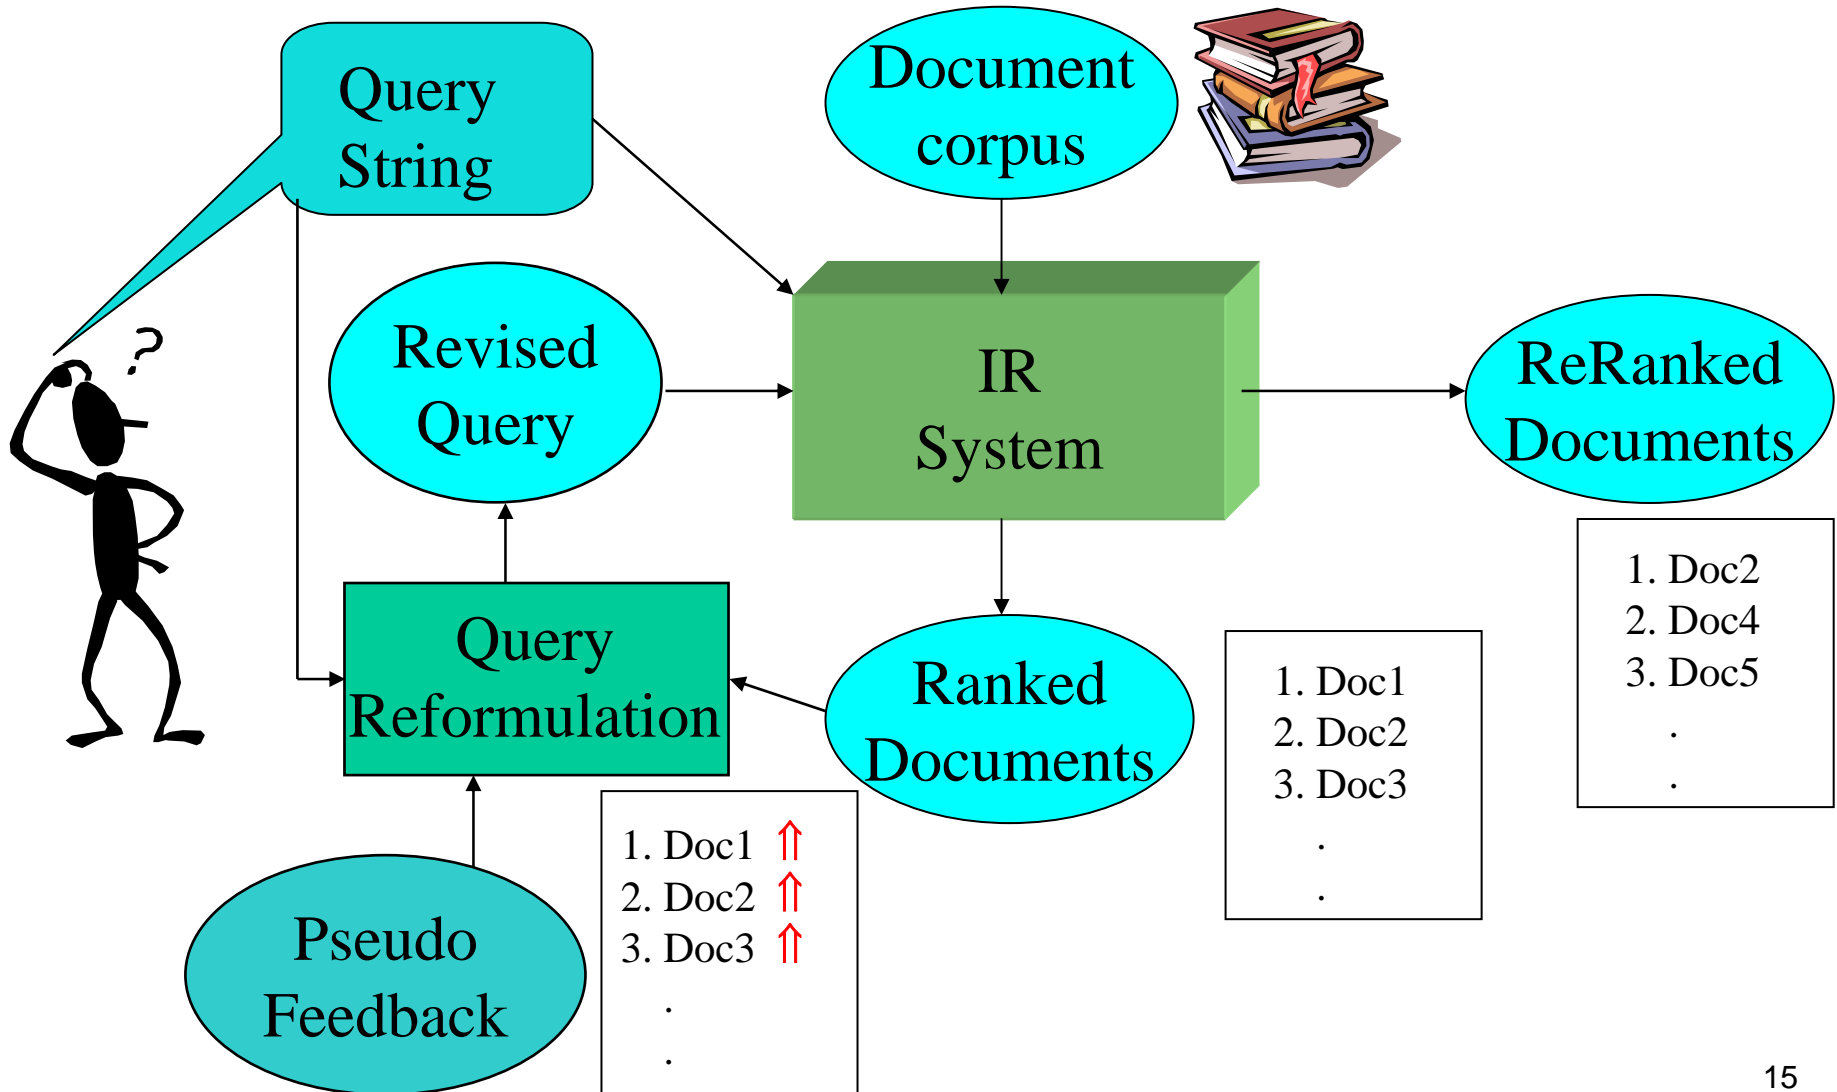 Query
String
Document
corpus
?
Revised
Query
IR
System
ReRanked
Documents
1. Doc2
2. Doc4
3. Doc5
.
.
Query
Reformulation
Ranked
Documents
1. Doc1
2. Doc2
3. Doc3
.
.
Pseudo
Feedback
1. Doc1 ⇑
2. Doc2 ⇑
3. Doc3 ⇑
.
.
15